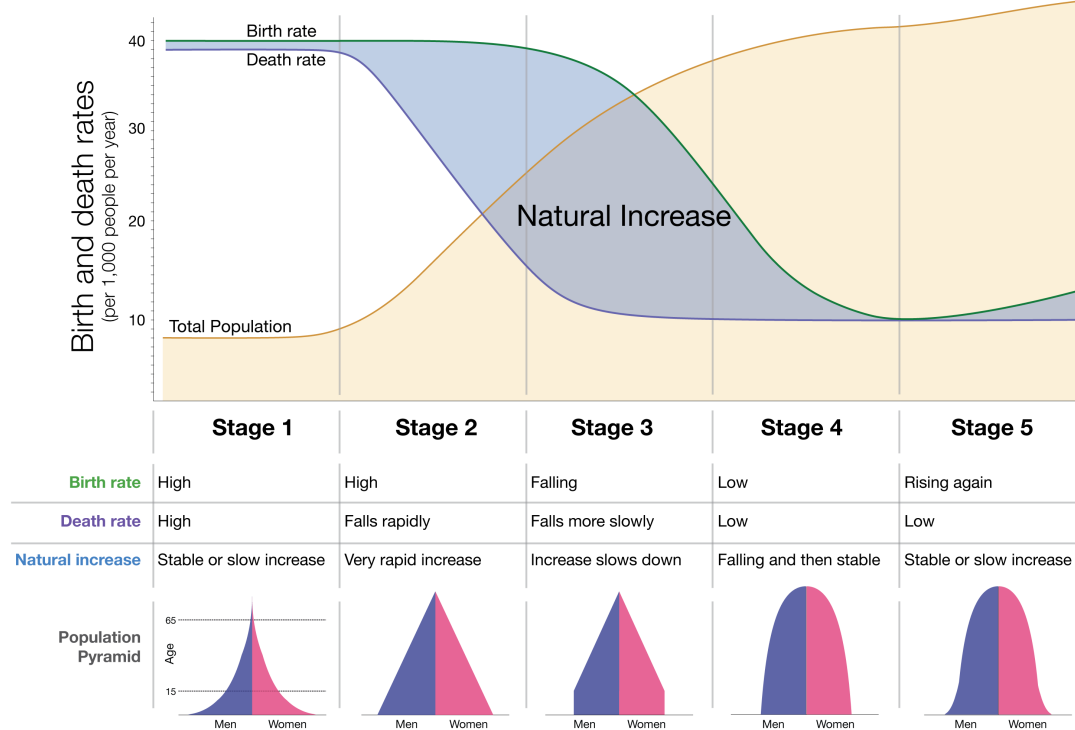 Birth and death rates
(per 1,000 people per year)
40
30
20
10
Birth rate
Death rate
Natural Increase
Total Population
Stage 1 Stage 2 Stage 3 Stage 4 Stage 5
Birth rate High High Falling Low Rising again
Death rate High Falls rapidly Falls more slowly Low Low
Natural increase Stable or slow increase Very rapid increase Increase slows down Falling and then stable Stable or slow increase
Population
Pyramid
65
Age
15
Men Women Men Women Men Women Men Women Men Women